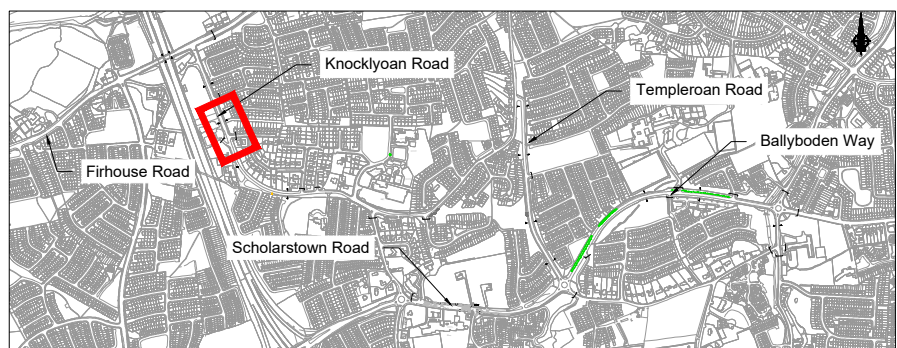 Knocklyoan Road
Templeroan Road
Ballyboden Way
Firhouse Road
Scholarstown Road